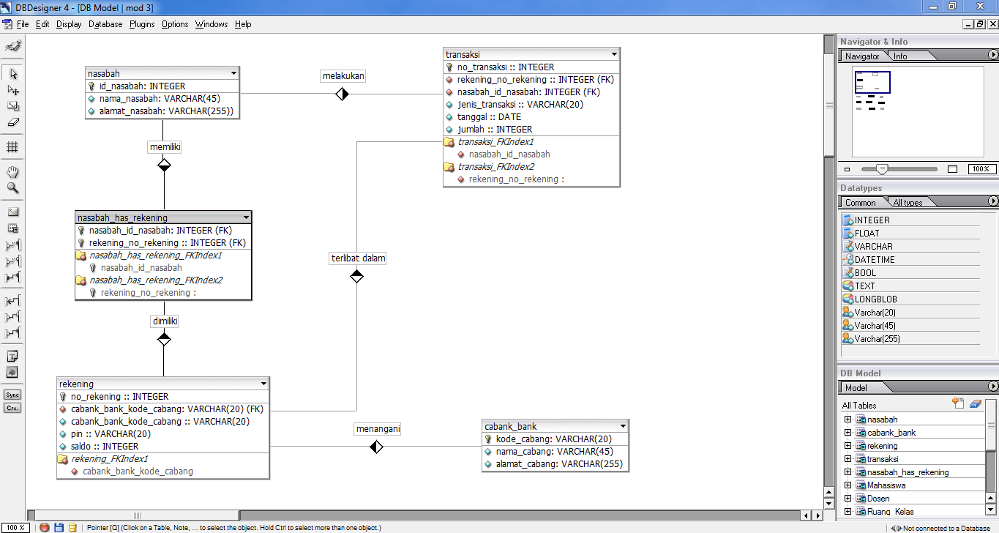 DBDesigner 4 - [DB Model | mod 3]
File Edit Display Database Plugins Options Windows Help
nasabah
id_nasabah: INTEGER
nama_nasabah: VARCHAR(45)
alamat_nasabah: VARCHAR(255))
melakukan
transaksi
no_transaksi :: INTEGER
rekening_no_rekening :: INTEGER (FK)
nasabah_id_nasabah: INTEGER (FK)
jenis_transaksi :: VARCHAR(20)
tanggal :: DATE
jumlah :: INTEGER
transaksi_FKIndex1
nasabah_id_nasabah
transaksi_FKIndex2
rekening_no_rekening :
memiliki
nasabah_has_rekening
nasabah_id_nasabah: INTEGER (FK)
rekening_no_rekening :: INTEGER (FK)
nasabah_has_rekening_FKIndex1
nasabah_id_nasabah
nasabah_has_rekening_FKIndex2
rekening_no_rekening :
terlibat dalam
dimiliki
rekening
no_rekening :: INTEGER
cabank_bank_kode_cabang: VARCHAR(20) (FK)
cabank_bank_kode_cabang :: VARCHAR(20)
pin :: VARCHAR(20)
saldo :: INTEGER
rekening_FKIndex1
cabank_bank_kode_cabang
menangani
cabank_bank
kode_cabang: VARCHAR(20)
nama_cabang: VARCHAR(45)
alamat_cabang: VARCHAR(255)
Sync
Crc.
Navigator & Info
Navigator Info
100%
Datatypes
Common All types
INTEGER
FLOAT
VARCHAR
DATETIME
BOOL
TEXT
LONGBLOB
Varchar(20)
Varchar(45)
Varchar(255)
DB Model
Model
All Tables
nasabah
cabank_bank
rekening
transaksi
nasabah_has_rekening
Mahasiswa
Dosen
Ruang_Kelas
100 % Pointer [Q] (Click on a Table, Note, ... to select the object. Hold Ctrl to select more than one object.) Not connected to a Database